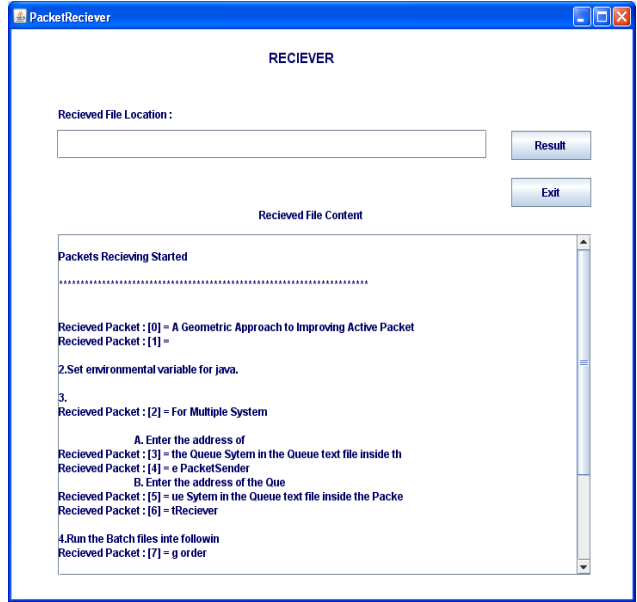 PacketReciever
RECIEVER
Recieved File Location :
Result
Exit
Recieved File Content
Packets Recieving Started
***********************************************************************
Recieved Packet : [0] = A Geometric Approach to Improving Active Packet
Recieved Packet : [1] =
2.Set environmental variable for java.
3.
Recieved Packet : [2] = For Multiple System
A. Enter the address of
Recieved Packet : [3] = the Queue Sytem in the Queue text file inside th
Recieved Packet : [4] = e PacketSender
B. Enter the address of the Que
Recieved Packet : [5] = ue Sytem in the Queue text file inside the Packe
Recieved Packet : [6] = tReciever
4.Run the Batch files inte followin
Recieved Packet : [7] = g order